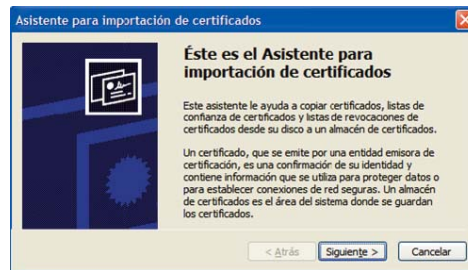 Asistente para importación de certificados
Éste es el Asistente para
importación de certificados
Este asistente le ayuda a copiar certificados, listas de
confianza de certificados y listas de revocaciones de
certificados desde su disco a un almacén de certificados.
Un certificado, que se emite por una entidad emisora de
certificación, es una confirmación de su identidad y
contiene información que se utiliza para proteger datos o
para establecer conexiones de red seguras. Un almacén
de certificados es el área del sistema donde se guardan
los certificados.
< Atrás Siguiente > Cancelar